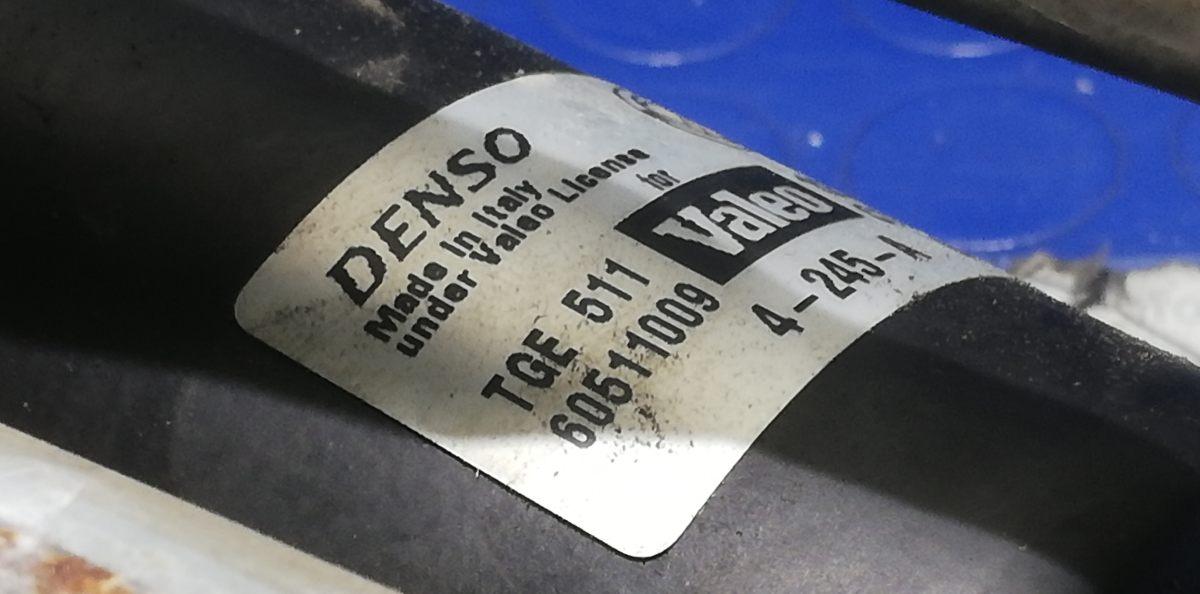 DENSO
Made in Italy
under Valeo License
for
Valeo
TGE 511
60511009
4-245-A